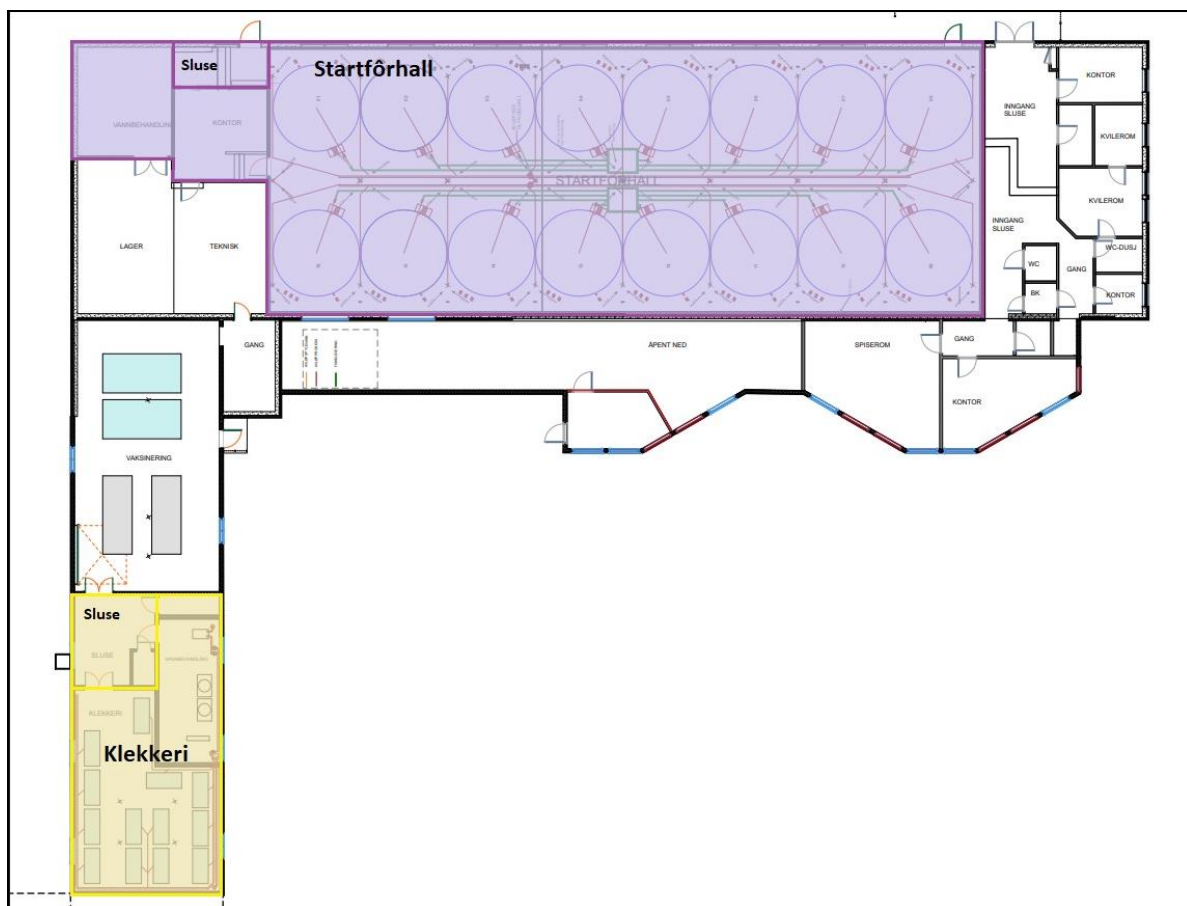 Sluse
Startfôrhall
VANNBEHANDLING
KONTOR
STARTFÔRHALL
LAGER
TEKNISK
INNGANG
SLUSE
KONTOR
KVILEROM
KVILEROM
INNGANG
SLUSE
WC
BK
GANG
WC-DUSJ
KONTOR
GANG
ÅPENT NED
SPISEROM
GANG
KONTOR
VAKSINERING
Sluse
SLUSE
VANNBEHANDLING
KLEKKERI
Klekkeri